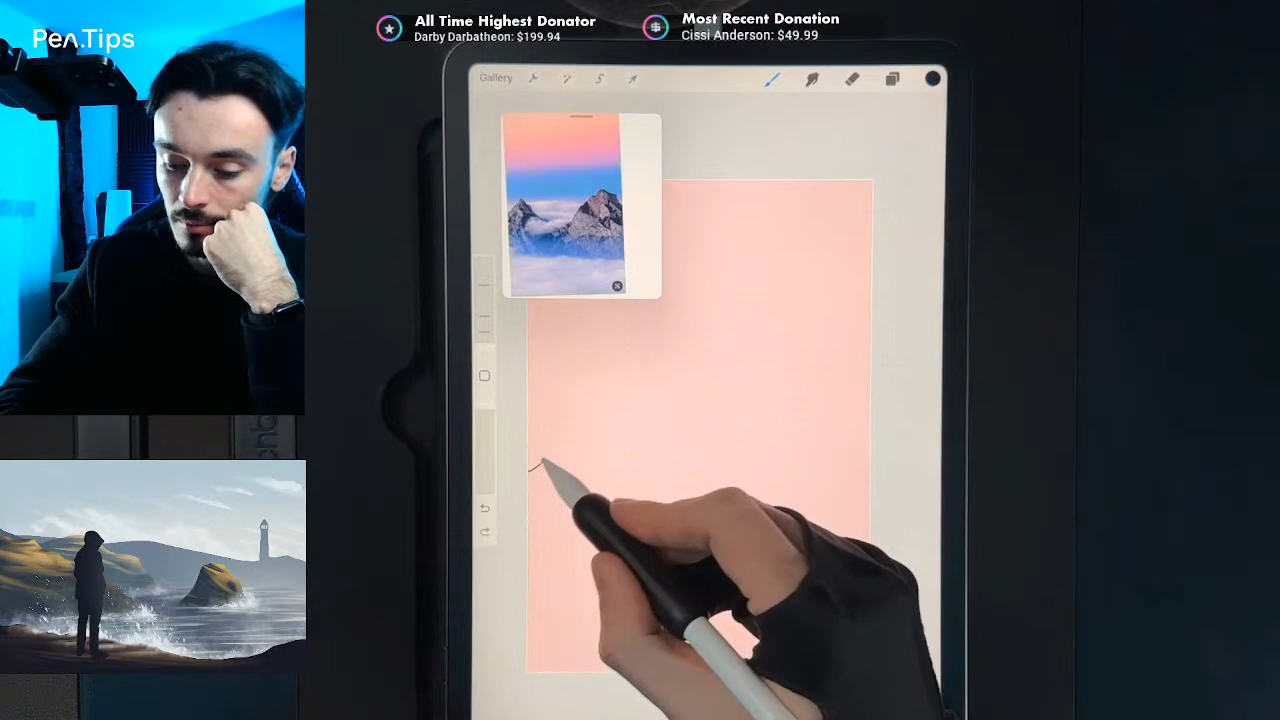 Pen.Tips
All Time Highest Donator
Darby Darbatheon: $199.94
Most Recent Donation
Cissi Anderson: $49.99
Gallery